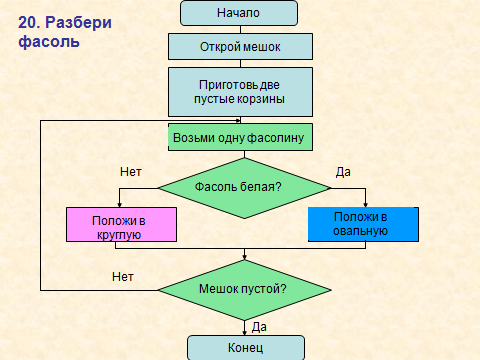 20. Разбери
фасоль
Начало
Открой мешок
Приготовь две
пустые корзины
Возьми одну фасолину
Нет
Фасоль белая?
Да
Положи в
круглую
Положи в
овальную
Нет
Мешок пустой?
Да
Конец